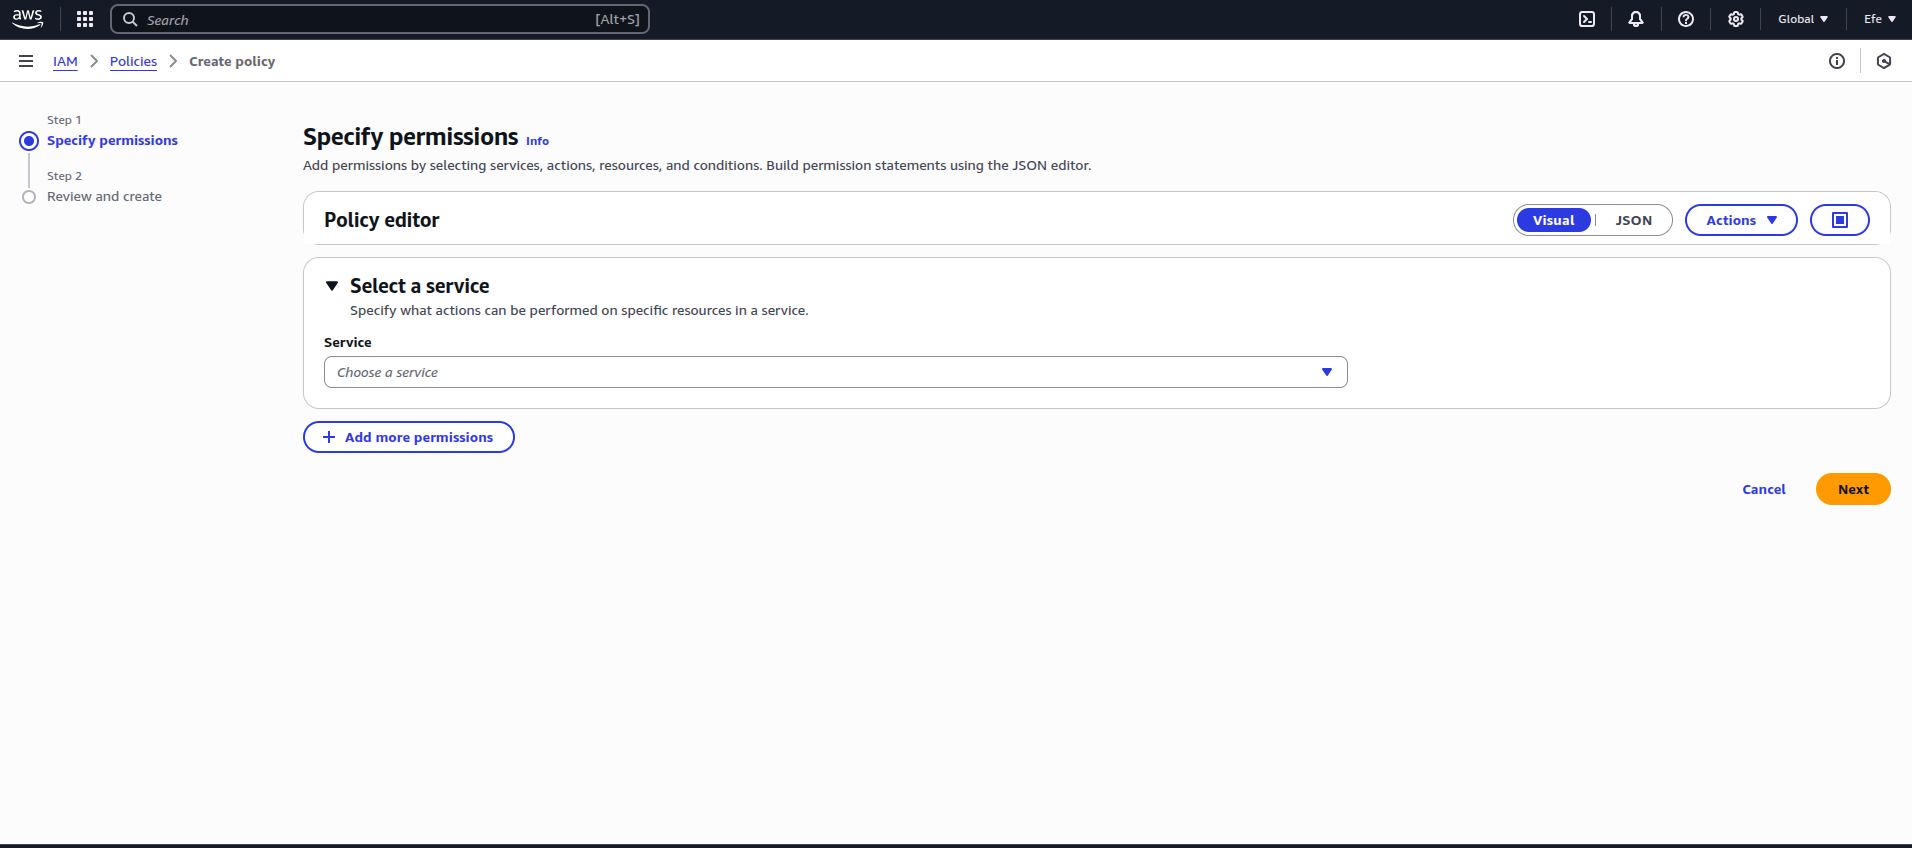 aws Search [Alt+S] Global Efe
IAM Policies Create policy
Step 1
Specify permissions
Step 2
Review and create
Specify permissions Info
Add permissions by selecting services, actions, resources, and conditions. Build permission statements using the JSON editor.
Policy editor Visual JSON Actions
Select a service
Specify what actions can be performed on specific resources in a service.
Service
Choose a service
Add more permissions
Cancel Next